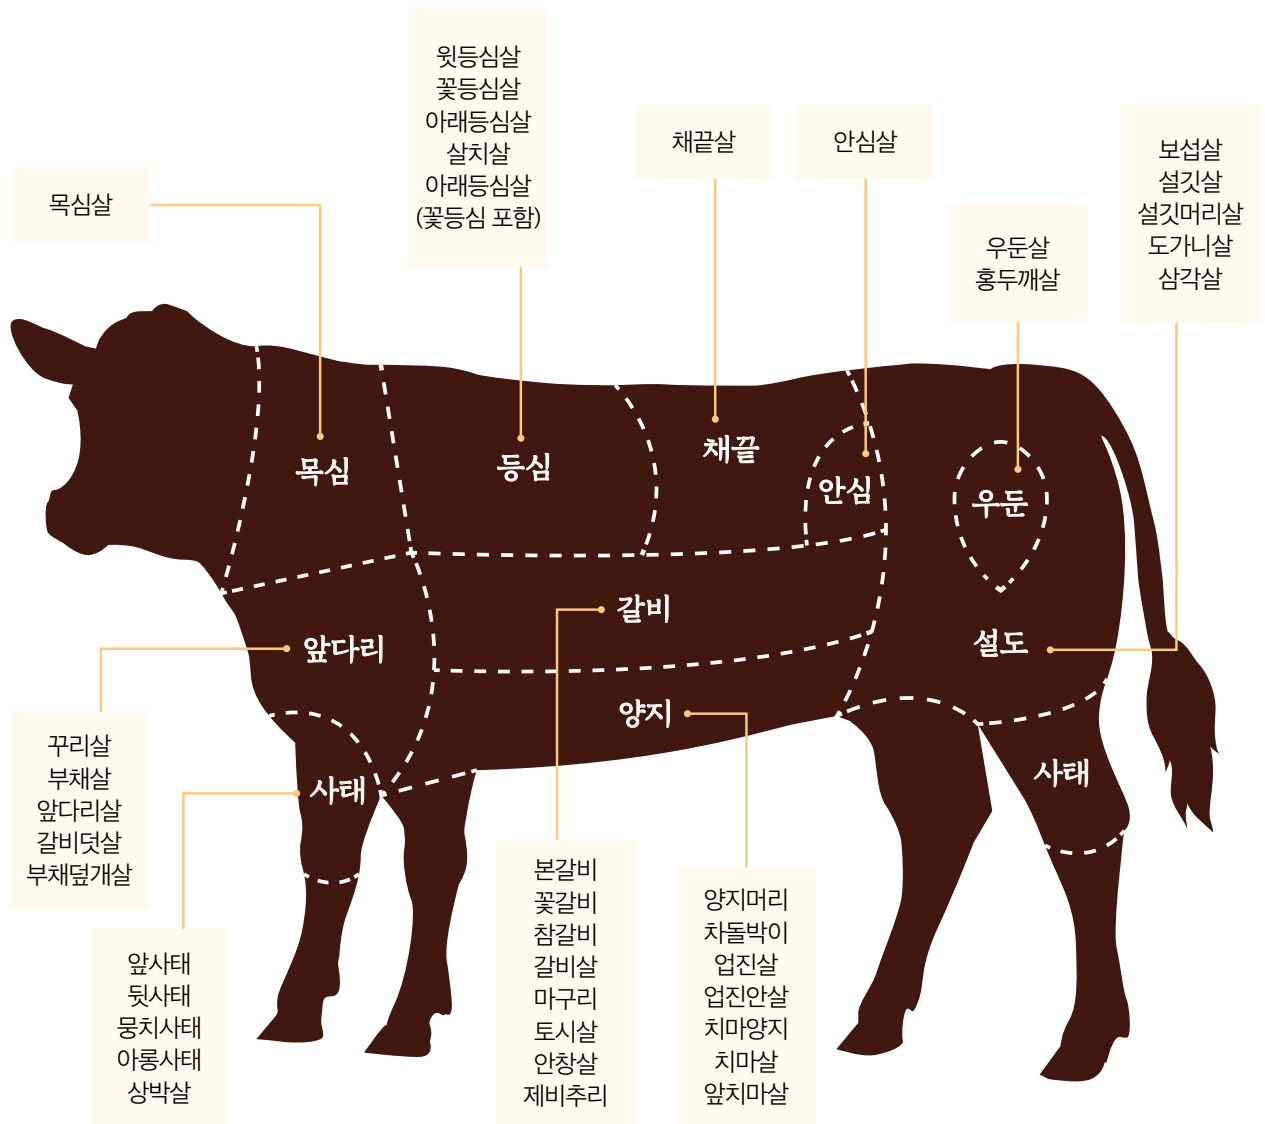 윗등심살
꽃등심살
아래등심살
살치살
아래등심살
(꽃등심 포함)
채끝살
안심살
보섭살
설깃살
설깃머리살
도가니살
삼각살
목심살
우둔살
홍두깨살
목심
등심
채끝
안심
우둔
갈비
앞다리
설도
양지
사태
사태
꾸리살
부채살
앞다리살
갈비덧살
부채덮개살
본갈비
꽃갈비
참갈비
갈비살
마구리
토시살
안창살
제비추리
양지머리
차돌박이
업진살
업진안살
치마양지
치마살
앞치마살
앞사태
뒷사태
뭉치사태
아롱사태
상박살